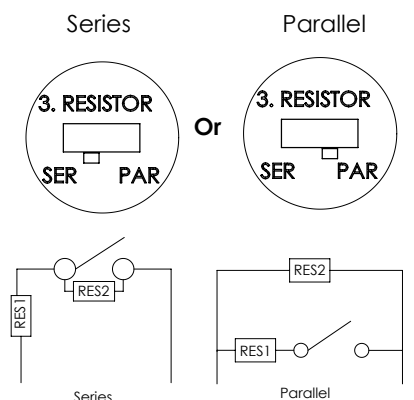 Series
Parallel
3. RESISTOR
SER PAR
Or
3. RESISTOR
SER PAR
RES1
RES2
Series
RES2
RES1
Parallel